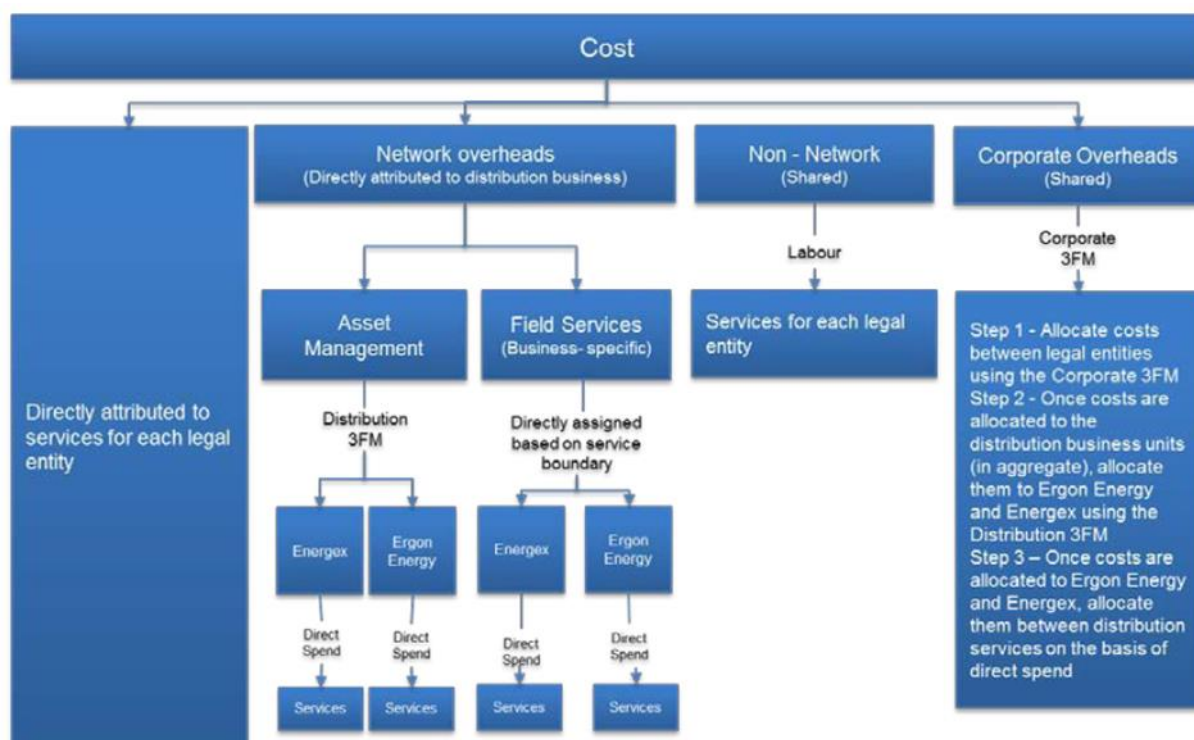 Cost
Directly attributed to
services for each legal
entity
Network overheads
(Directly attributed to distribution business)
Asset
Management
Distribution
3FM
Energex
Ergon
Energy
Direct
Spend
Direct
Spend
Services
Services
Field Services
(Business- specific)
Directly assigned
based on service
boundary
Energex
Ergon
Energy
Direct
Spend
Direct
Spend
Services
Services
Non - Network
(Shared)
Labour
Services for each legal
entity
Corporate Overheads
(Shared)
Corporate
3FM
Step 1 - Allocate costs
between legal entities
using the Corporate 3FM
Step 2 - Once costs are
allocated to the
distribution business units
(in aggregate), allocate
them to Ergon Energy
and Energex using the
Distribution 3FM
Step 3 – Once costs are
allocated to Ergon Energy
and Energex, allocate
them between distribution
services on the basis of
direct spend